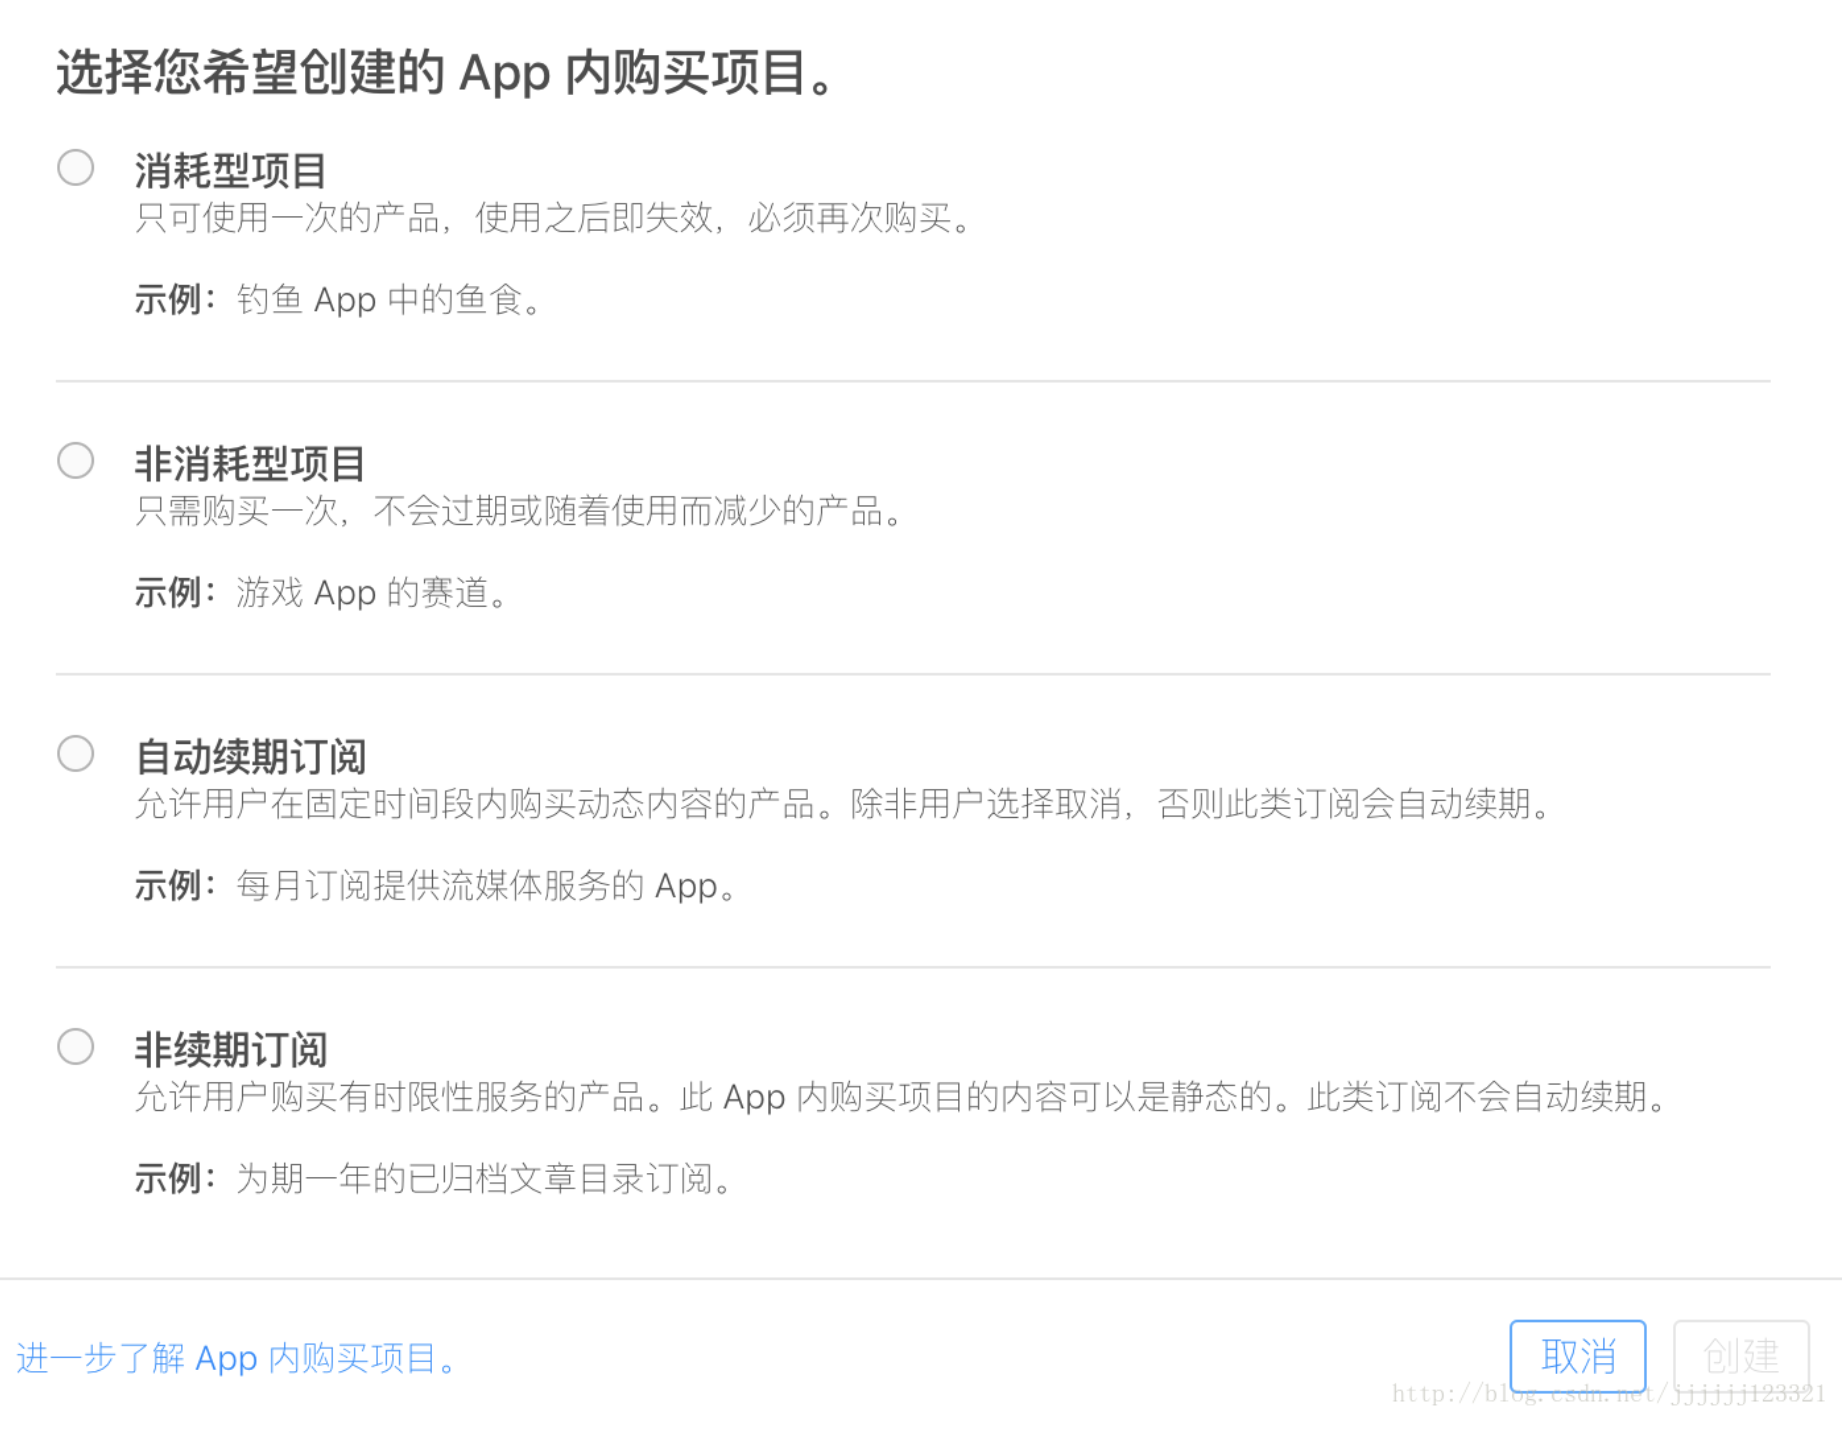 选择您希望创建的 App 内购买项目。
消耗型项目
只可使用一次的产品，使用之后即失效，必须再次购买。
示例：钓鱼 App 中的鱼食。
非消耗型项目
只需购买一次，不会过期或随着使用而减少的产品。
示例：游戏 App 的赛道。
自动续期订阅
允许用户在固定时间段内购买动态内容的产品。除非用户选择取消，否则此类订阅会自动续期。
示例：每月订阅提供流媒体服务的 App。
非续期订阅
允许用户购买有时限性服务的产品。此 App 内购买项目的内容可以是静态的。此类订阅不会自动续期。
示例：为期一年的已归档文章目录订阅。
进一步了解 App 内购买项目。
取消
创建
http://blog.csdn.net/jjjjjj123321